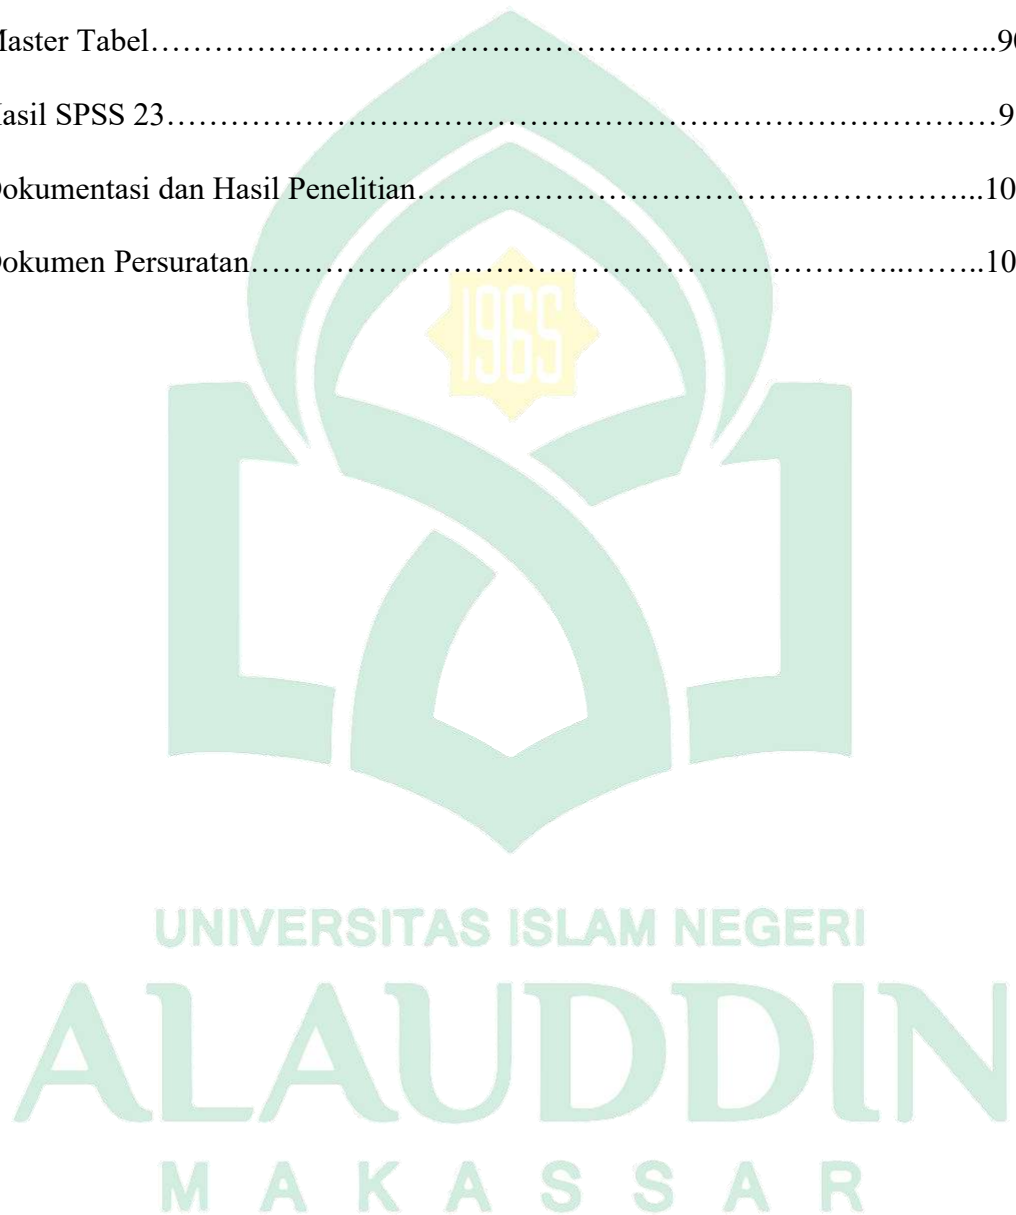 Master Tabel……………………………………………………………………………..90
Hasil SPSS 23……………………………………………………………………………9
Dokumentasi dan Hasil Penelitian…………………………………………………...10
Dokumen Persuratan…………………………………………………………...……..10
1965
UNIVERSITAS ISLAM NEGERI
ALAUDDIN
MAKASSAR